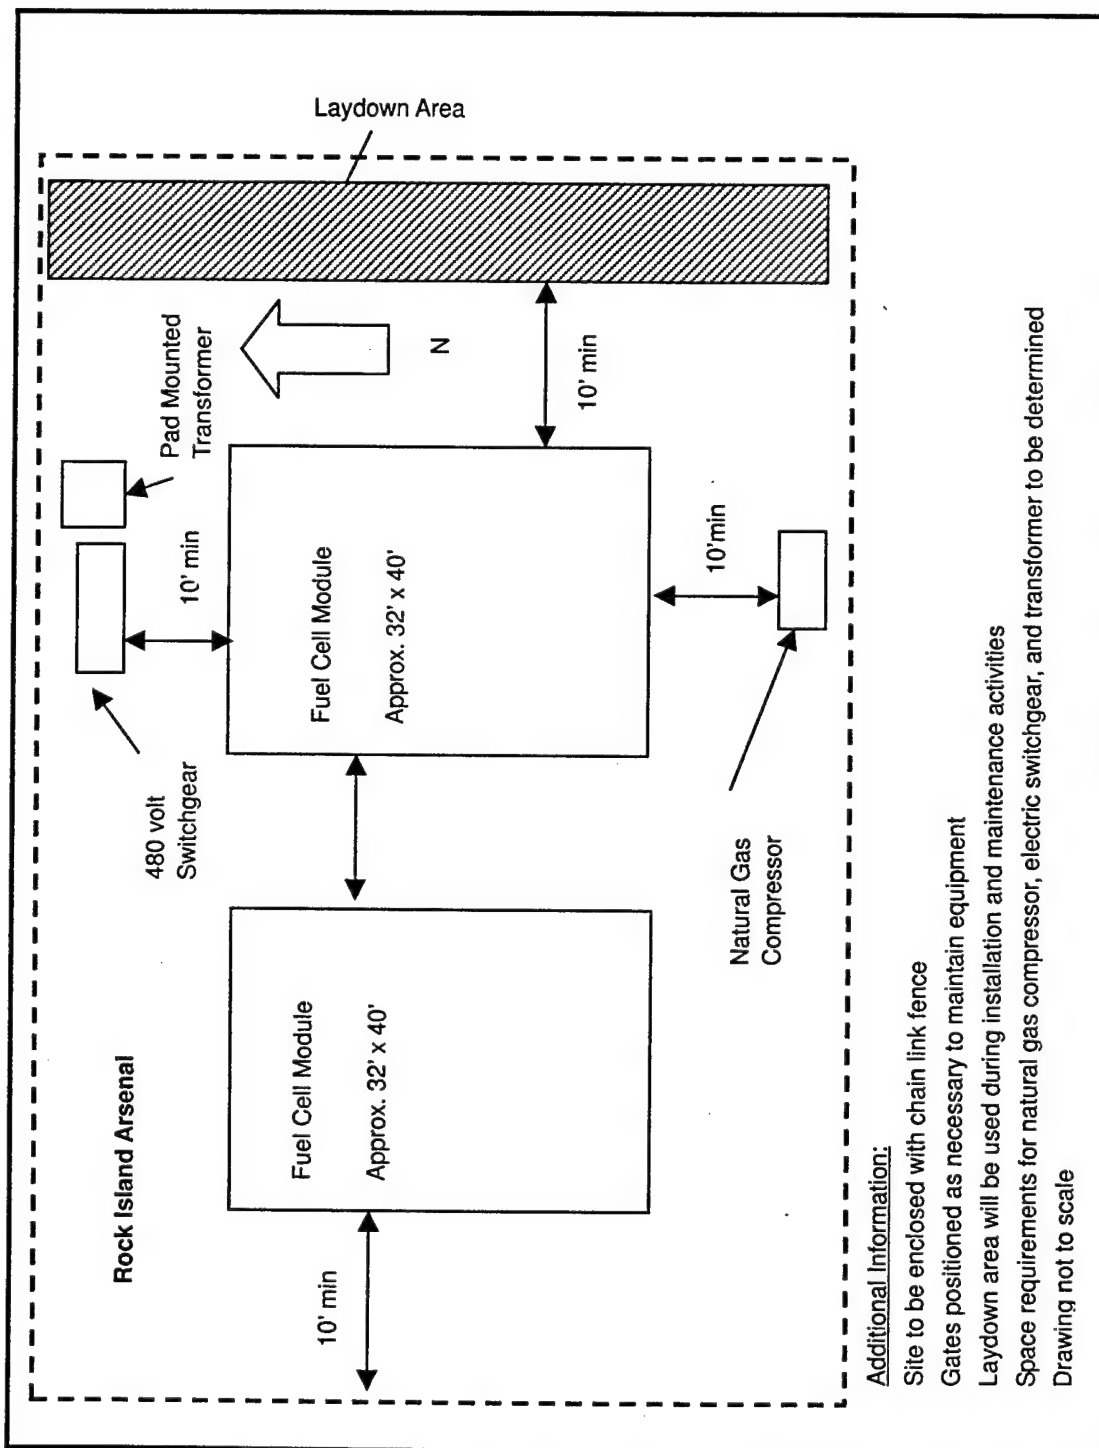 Rock Island Arsenal
480 volt
Switchgear
Pad Mounted
Transformer
Laydown Area
10' min
N
Fuel Cell Module
Approx. 32' x 40'
Fuel Cell Module
Approx. 32' x 40'
10' min
10' min
10'min
Natural Gas
Compressor
Additional Information:
Site to be enclosed with chain link fence
Gates positioned as necessary to maintain equipment
Laydown area will be used during installation and maintenance activities
Space requirements for natural gas compressor, electric switchgear, and transformer to be determined
Drawing not to scale